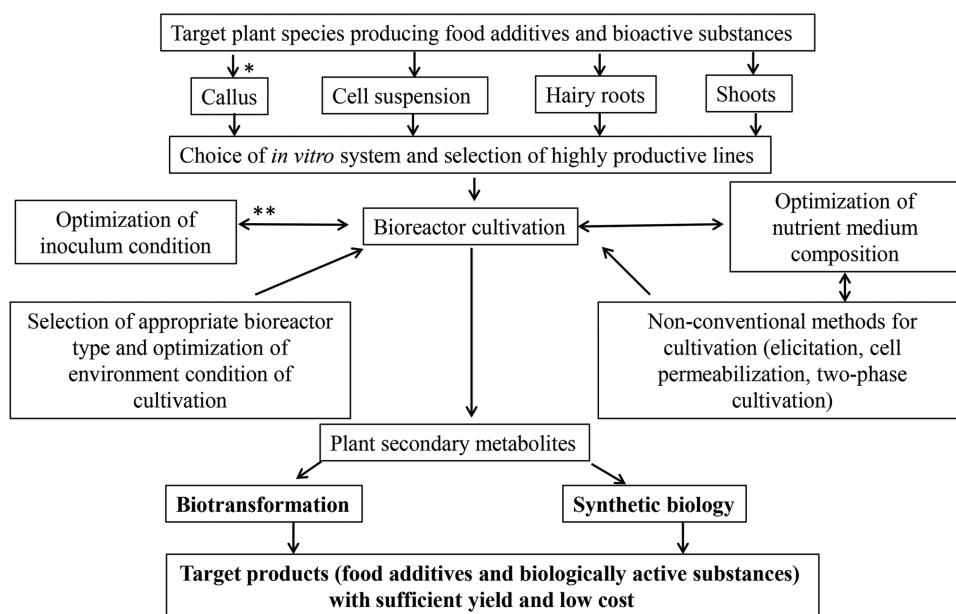 Target plant species producing food additives and bioactive substances
*
Callus
Cell suspension
Hairy roots
Shoots
Choice of in vitro system and selection of highly productive lines
Optimization of
inoculum condition
**
Bioreactor cultivation
Optimization of
nutrient medium
composition
Selection of appropriate bioreactor
type and optimization of
environment condition of
cultivation
Non-conventional methods for
cultivation (elicitation, cell
permeabilization, two-phase
cultivation)
Plant secondary metabolites
Biotransformation
Synthetic biology
Target products (food additives and biologically active substances)
with sufficient yield and low cost